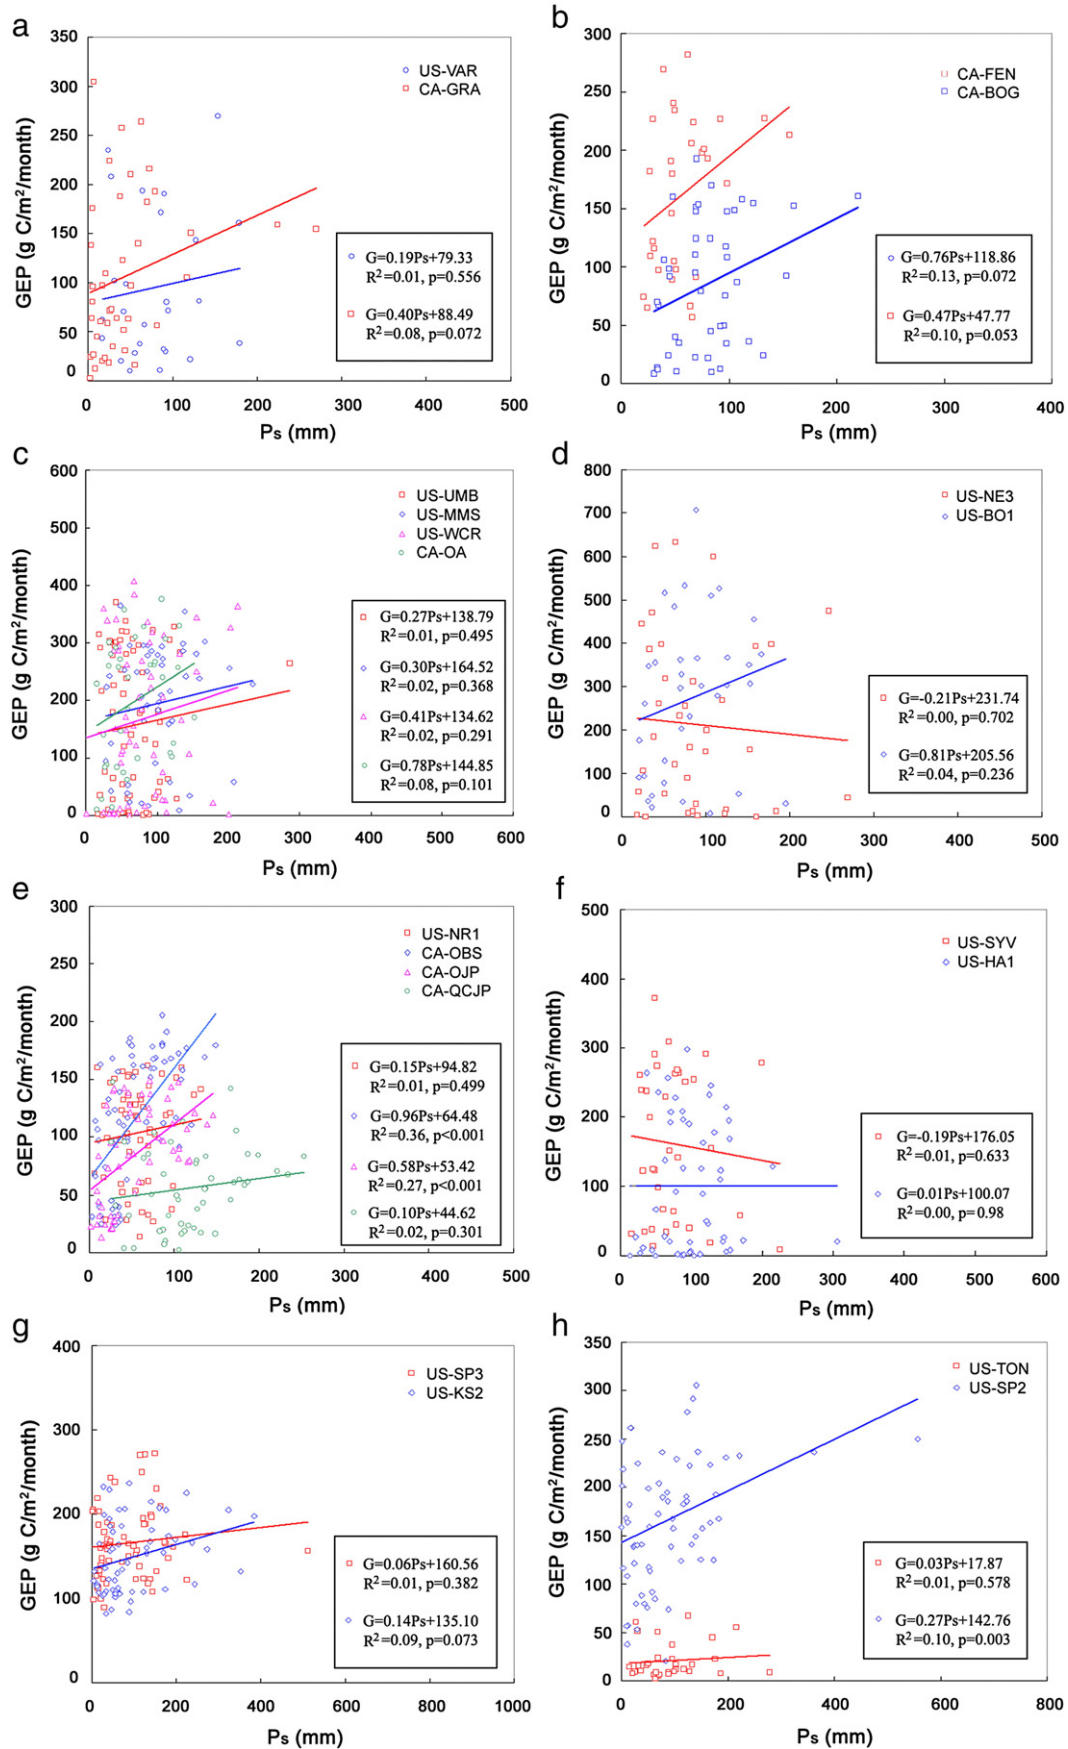 a
350
300
250
200
150
100
50
0
GEP (g C/m²/month)
US-VAR
CA-GRA
G=0.19Ps+79.33
R²=0.01, p=0.556
G=0.40Ps+88.49
R²=0.08, p=0.072
0 100 200 300 400 500
Ps (mm)
b
300
250
200
150
100
50
0
GEP (g C/m²/month)
CA-FEN
CA-BOG
G=0.76Ps+118.86
R²=0.13, p=0.072
G=0.47Ps+47.77
R²=0.10, p=0.053
0 100 200 300 400
Ps (mm)
c
600
500
400
300
200
100
0
GEP (g C/m²/month)
US-UMB
US-MMS
US-WCR
CA-OA
G=0.27Ps+138.79
R²=0.01, p=0.495
G=0.30Ps+164.52
R²=0.02, p=0.368
G=0.41Ps+134.62
R²=0.02, p=0.291
G=0.78Ps+144.85
R²=0.08, p=0.101
0 100 200 300 400 500 600
Ps (mm)
d
800
700
600
500
400
300
200
100
0
GEP (g C/m²/month)
US-NE3
US-BO1
G=-0.21Ps+231.74
R²=0.00, p=0.702
G=0.81Ps+205.56
R²=0.04, p=0.236
0 100 200 300 400 500
Ps (mm)
e
300
250
200
150
100
50
0
GEP (g C/m²/month)
US-NR1
CA-OBS
CA-OJP
CA-QCJP
G=0.15Ps+94.82
R²=0.01, p=0.499
G=0.96Ps+64.48
R²=0.36, p<0.001
G=0.58Ps+53.42
R²=0.27, p<0.001
G=0.10Ps+44.62
R²=0.02, p=0.301
0 100 200 300 400 500
Ps (mm)
f
500
400
300
200
100
0
GEP (g C/m²/month)
US-SYV
US-HA1
G=-0.19Ps+176.05
R²=0.01, p=0.633
G=0.01Ps+100.07
R²=0.00, p=0.98
0 100 200 300 400 500 600
Ps (mm)
g
400
300
200
100
0
GEP (g C/m²/month)
US-SP3
US-KS2
G=0.06Ps+160.56
R²=0.01, p=0.382
G=0.14Ps+135.10
R²=0.09, p=0.073
0 200 400 600 800 1000
Ps (mm)
h
350
300
250
200
150
100
50
0
GEP (g C/m²/month)
US-TON
US-SP2
G=0.03Ps+17.87
R²=0.01, p=0.578
G=0.27Ps+142.76
R²=0.10, p=0.003
0 200 400 600 800
Ps (mm)